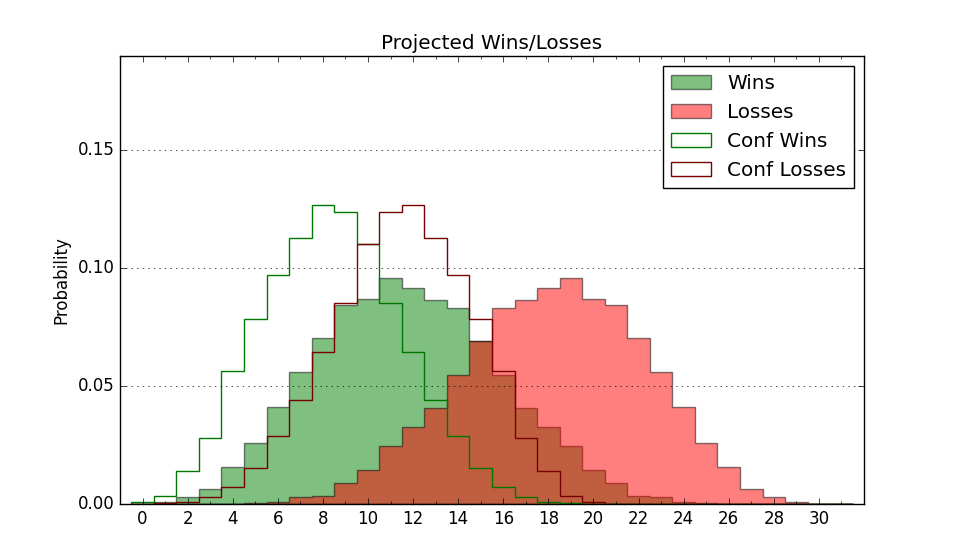 Projected Wins/Losses
Wins
Losses
Conf Wins
Conf Losses
Probability
0.15
0.10
0.05
0.00
0 2 4 6 8 10 12 14 16 18 20 22 24 26 28 30